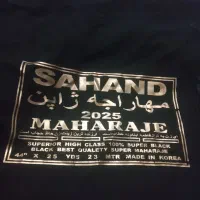 SAHAND
مهاراجه ژاپن
2025
MAHARAJE
SUPERIOR HIGH CLASS 100% SUPER BLACK
BLACK BEST QUALETY SUPER MAHARAJE
44" X 25 YDS 23 MTR MADE IN KOREA